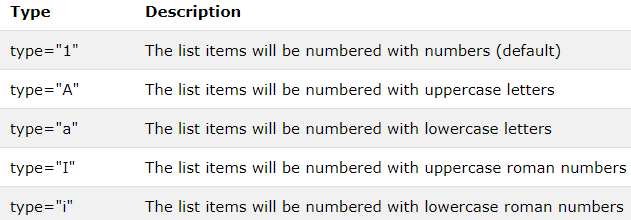 Type Description
type="1" The list items will be numbered with numbers (default)
type="A" The list items will be numbered with uppercase letters
type="a" The list items will be numbered with lowercase letters
type="I" The list items will be numbered with uppercase roman numbers
type="i" The list items will be numbered with lowercase roman numbers